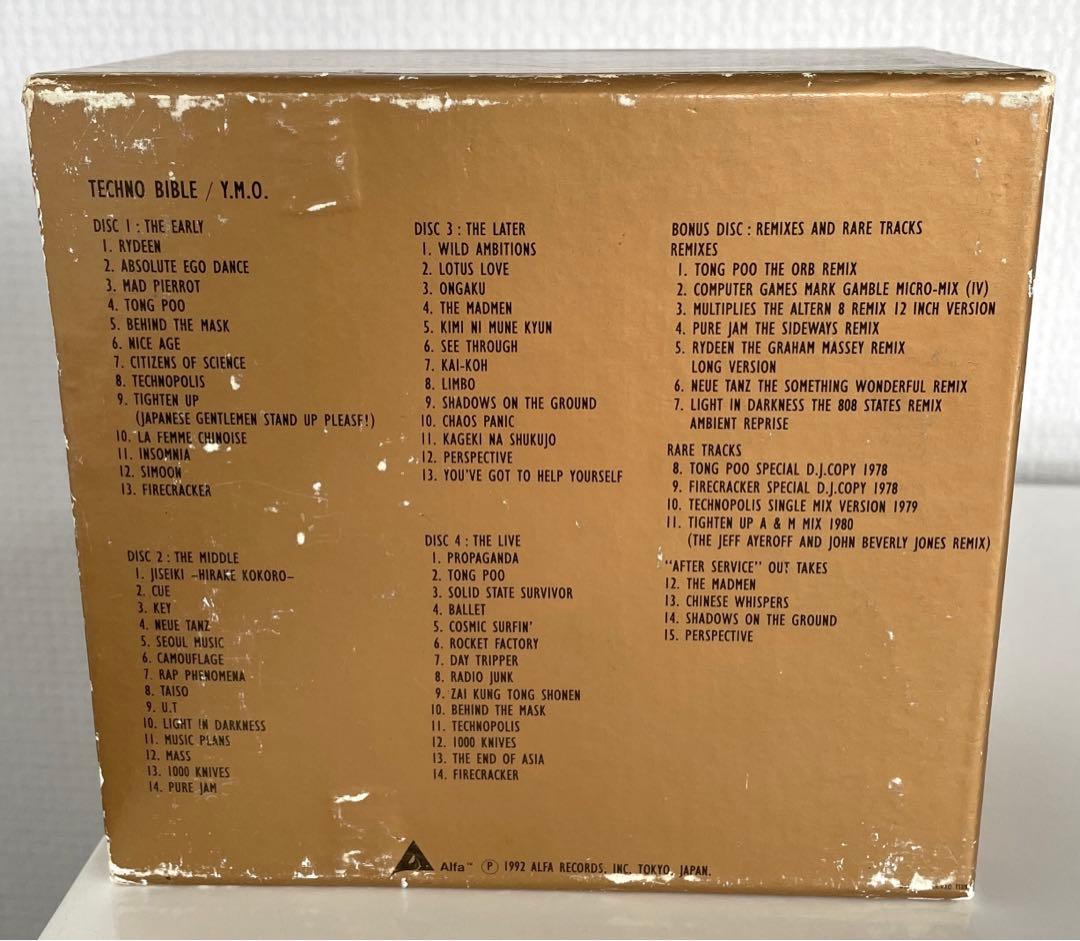 TECHNO BIBLE / Y.M.O.
DISC 1 : THE EARLY
1. RYDEEN
2. ABSOLUTE EGO DANCE
3. MAD PIERROT
4. TONG POO
5. BEHIND THE MASK
6. NICE AGE
7. CITIZENS OF SCIENCE
8. TECHNOPOLIS
9. TIGHTEN UP
(JAPANESE GENTLEMEN STAND UP PLEASE!)
10. LA FEMME CHINOISE
11. INSOMNIA
12. SIMOON
13. FIRECRACKER
DISC 2 : THE MIDDLE
1. JISEIKI -HIRAKE KOKORO-
2. CUE
3. KEY
4. NEUE TANZ
5. SEOUL MUSIC
6. CAMOUFLAGE
7. RAP PHENOMENA
8. TAISO
9. U.T
10. LIGHT IN DARKNESS
11. MUSIC PLANS
12. MASS
13. 1000 KNIVES
14. PURE JAM
DISC 3 : THE LATER
1. WILD AMBITIONS
2. LOTUS LOVE
3. ONGAKU
4. THE MADMEN
5. KIMI NI MUNE KYUN
6. SEE THROUGH
7. KAI-KOH
8. LIMBO
9. SHADOWS ON THE GROUND
10. CHAOS PANIC
11. KAGEKI NA SHUKUJO
12. PERSPECTIVE
13. YOU'VE GOT TO HELP YOURSELF
DISC 4 : THE LIVE
1. PROPAGANDA
2. TONG POO
3. SOLID STATE SURVIVOR
4. BALLET
5. COSMIC SURFIN'
6. ROCKET FACTORY
7. DAY TRIPPER
8. RADIO JUNK
9. ZAI KUNG TONG SHONEN
10. BEHIND THE MASK
11. TECHNOPOLIS
12. 1000 KNIVES
13. THE END OF ASIA
14. FIRECRACKER
BONUS DISC : REMIXES AND RARE TRACKS
REMIXES
1. TONG POO THE ORB REMIX
2. COMPUTER GAMES MARK GAMBLE MICRO-MIX (IV)
3. MULTIPLIES THE ALTERN 8 REMIX 12 INCH VERSION
4. PURE JAM THE SIDEWAYS REMIX
5. RYDEEN THE GRAHAM MASSEY REMIX
LONG VERSION
6. NEUE TANZ THE SOMETHING WONDERFUL REMIX
7. LIGHT IN DARKNESS THE 808 STATES REMIX
AMBIENT REPRISE
RARE TRACKS
8. TONG POO SPECIAL D.J.COPY 1978
9. FIRECRACKER SPECIAL D.J.COPY 1978
10. TECHNOPOLIS SINGLE MIX VERSION 1979
11. TIGHTEN UP A & M MIX 1980
(THE JEFF AYEROFF AND JOHN BEVERLY JONES REMIX)
"AFTER SERVICE" OUT TAKES
12. THE MADMEN
13. CHINESE WHISPERS
14. SHADOWS ON THE GROUND
15. PERSPECTIVE
Alfa™ Ⓟ 1992 ALFA RECORDS, INC. TOKYO, JAPAN.